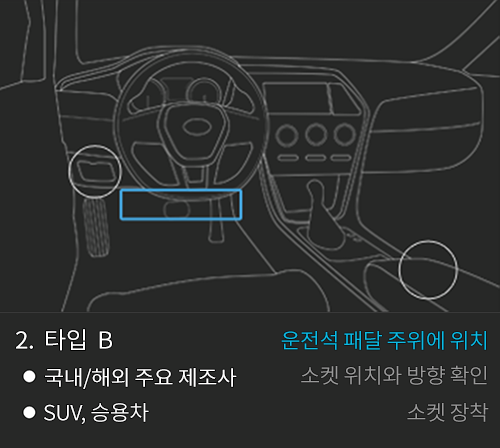 2. 타입 B 운전석 패달 주위에 위치
● 국내/해외 주요 제조사 소켓 위치와 방향 확인
● SUV, 승용차 소켓 장착